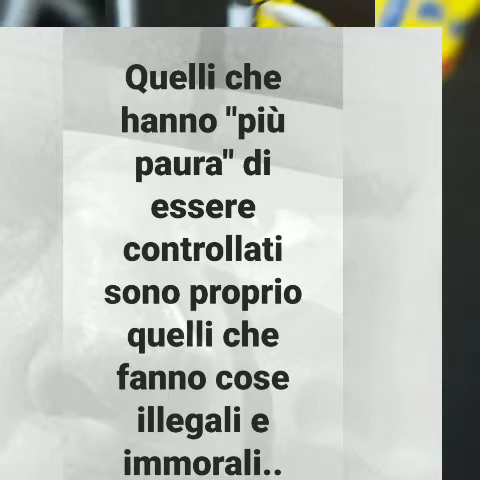 Quelli che
hanno "più
paura" di
essere
controllati
sono proprio
quelli che
fanno cose
illegali e
immorali..